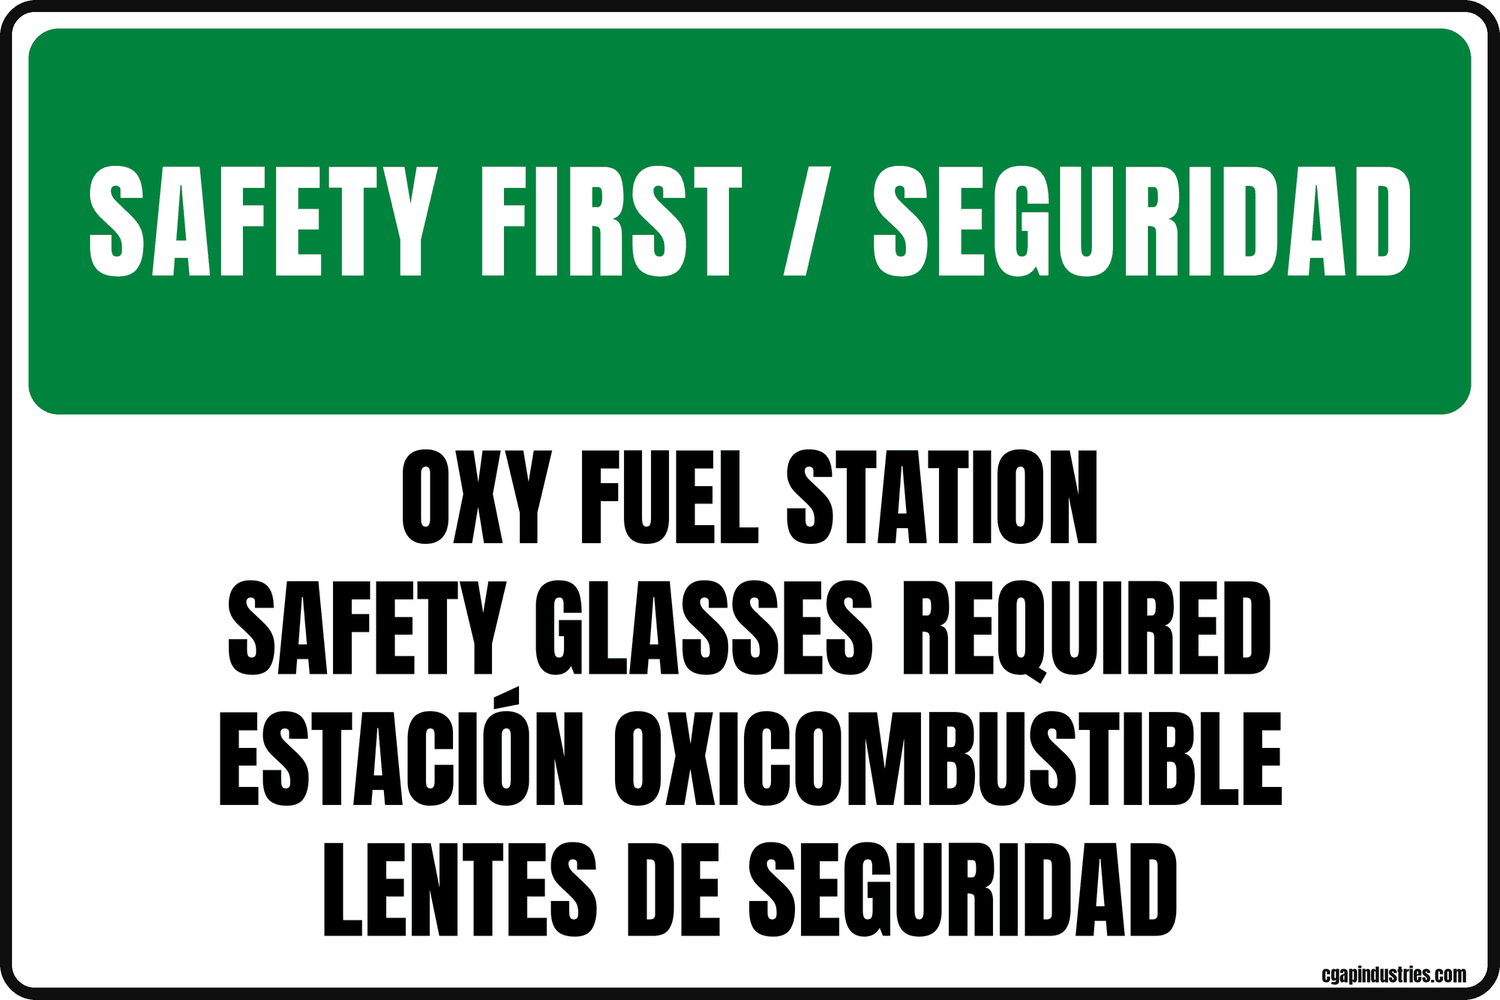 SAFETY FIRST / SEGURIDAD
OXY FUEL STATION
SAFETY GLASSES REQUIRED
ESTACIÓN OXICOMBUSTIBLE
LENTES DE SEGURIDAD
cgapindustries.com